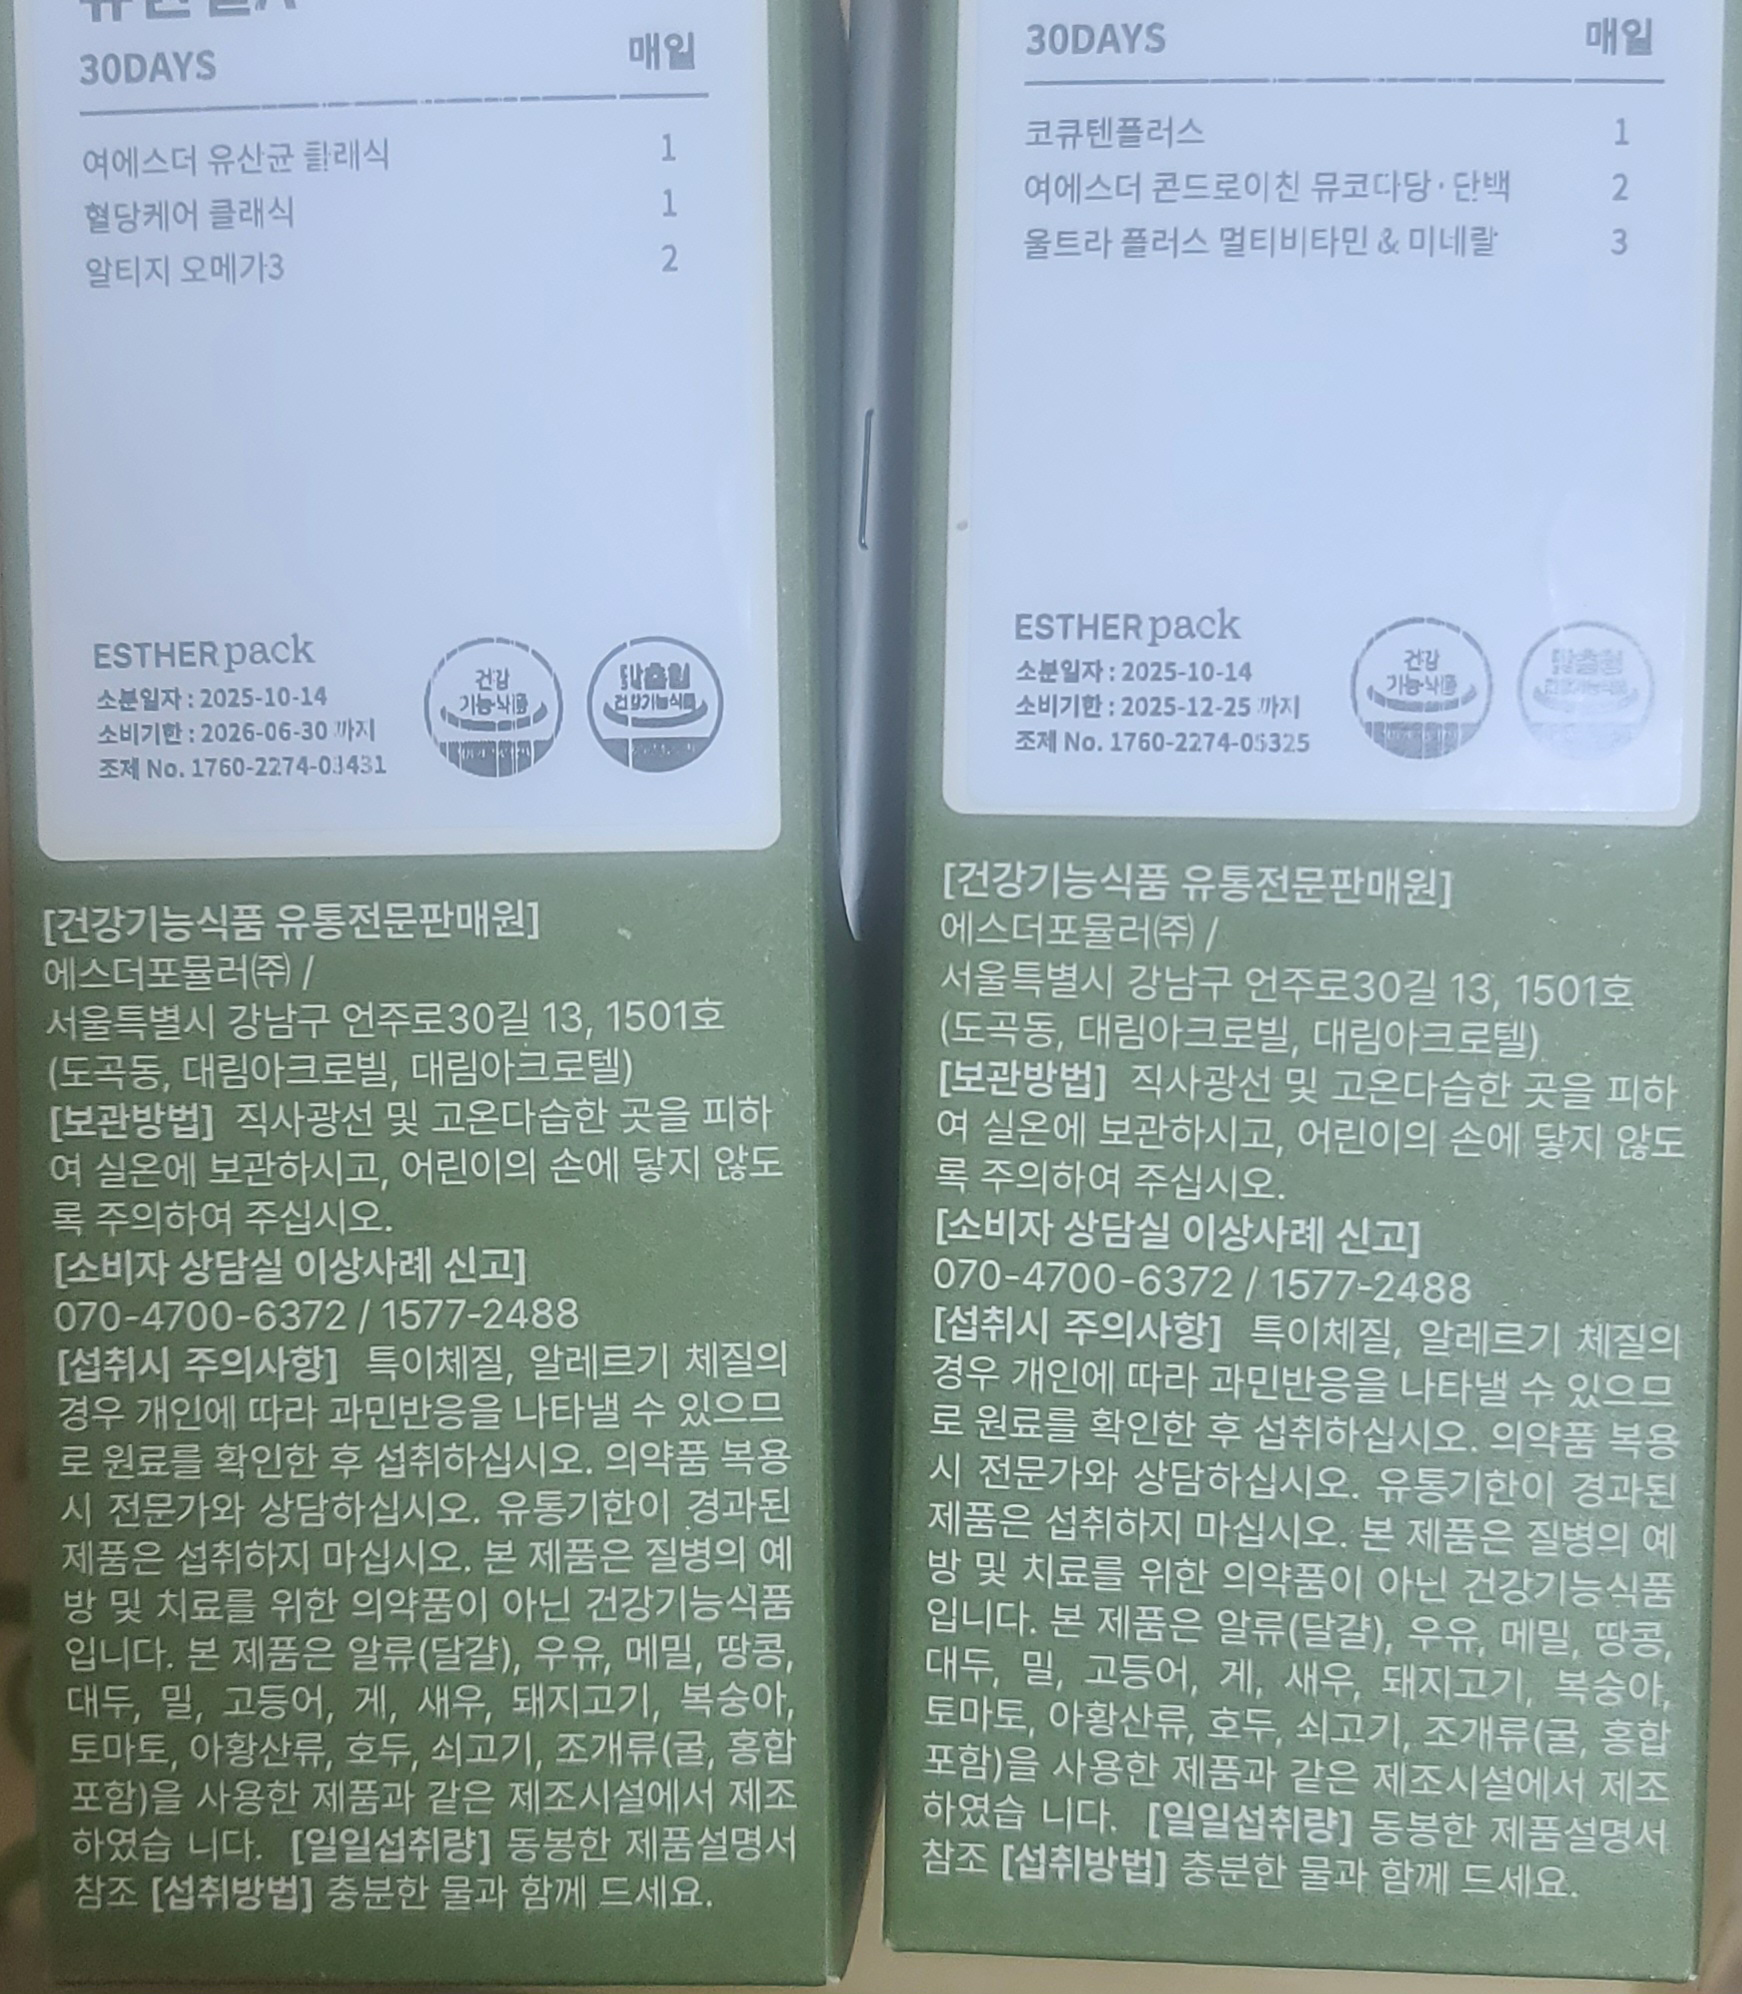 30DAYS 매일
여에스더 유산균 클래식 1
혈당케어 클래식 1
알티지 오메가3 2
ESTHER pack
소분일자 : 2025-10-14
소비기한 : 2026-06-30 까지
조제 No.
건강
기능식품
맞춤형
건강기능식품
[건강기능식품 유통전문판매원]
에스더포뮬러㈜ /
서울특별시 강남구 언주로30길 13, 1501호
(도곡동, 대림아크로빌, 대림아크로텔)
[보관방법] 직사광선 및 고온다습한 곳을 피하
여 실온에 보관하시고, 어린이의 손에 닿지 않도
록 주의하여 주십시오.
[소비자 상담실 이상사례 신고]
070-4700-6372 / 1577-2488
[섭취시 주의사항] 특이체질, 알레르기 체질의
경우 개인에 따라 과민반응을 나타낼 수 있으므
로 원료를 확인한 후 섭취하십시오. 의약품 복용
시 전문가와 상담하십시오. 유통기한이 경과된
제품은 섭취하지 마십시오. 본 제품은 질병의 예
방 및 치료를 위한 의약품이 아닌 건강기능식품
입니다. 본 제품은 알류(달걀), 우유, 메밀, 땅콩,
대두, 밀, 고등어, 게, 새우, 돼지고기, 복숭아,
토마토, 아황산류, 호두, 쇠고기, 조개류(굴, 홍합
포함)을 사용한 제품과 같은 제조시설에서 제조
하였습 니다. [일일섭취량] 동봉한 제품설명서
참조 [섭취방법] 충분한 물과 함께 드세요.
30DAYS 매일
코큐텐플러스 1
여에스더 콘드로이친 뮤코다당·단백 2
울트라 플러스 멀티비타민 & 미네랄 3
ESTHER pack
소분일자 : 2025-10-14
소비기한 : 2025-12-25 까지
조제 No. 1760-2274-05325
건강
기능식품
맞춤형
건강기능식품
[건강기능식품 유통전문판매원]
에스더포뮬러㈜ /
서울특별시 강남구 언주로30길 13, 1501호
(도곡동, 대림아크로빌, 대림아크로텔)
[보관방법] 직사광선 및 고온다습한 곳을 피하
여 실온에 보관하시고, 어린이의 손에 닿지 않도
록 주의하여 주십시오.
[소비자 상담실 이상사례 신고]
070-4700-6372 / 1577-2488
[섭취시 주의사항] 특이체질, 알레르기 체질의
경우 개인에 따라 과민반응을 나타낼 수 있으므
로 원료를 확인한 후 섭취하십시오. 의약품 복용
시 전문가와 상담하십시오. 유통기한이 경과된
제품은 섭취하지 마십시오. 본 제품은 질병의 예
방 및 치료를 위한 의약품이 아닌 건강기능식품
입니다. 본 제품은 알류(달걀), 우유, 메밀, 땅콩,
대두, 밀, 고등어, 게, 새우, 돼지고기, 복숭아,
토마토, 아황산류, 호두, 쇠고기, 조개류(굴, 홍합
포함)을 사용한 제품과 같은 제조시설에서 제조
하였습 니다. [일일섭취량] 동봉한 제품설명서
참조 [섭취방법] 충분한 물과 함께 드세요.